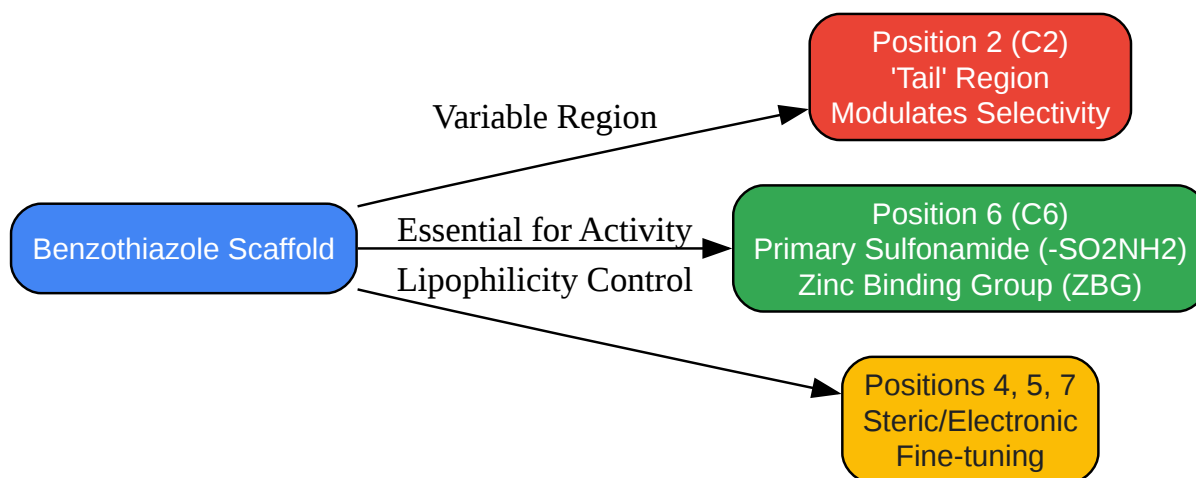 Benzothiazole Scaffold
Variable Region
Position 2 (C2)
'Tail' Region
Modulates Selectivity
Essential for Activity
Position 6 (C6)
Primary Sulfonamide (-SO2NH2)
Zinc Binding Group (ZBG)
Lipophilicity Control
Positions 4, 5, 7
Steric/Electronic
Fine-tuning